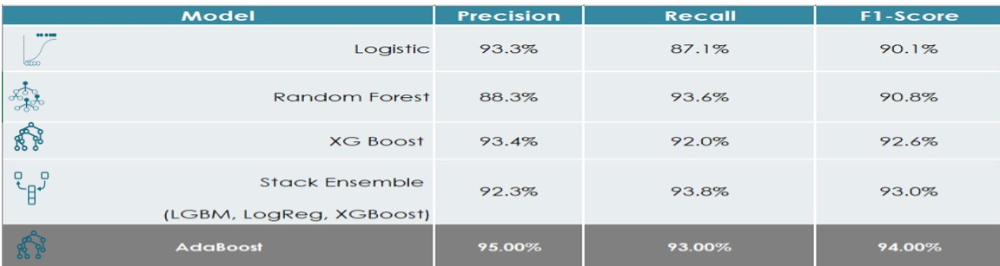 Model Precision Recall F1-Score
Logistic 93.3% 87.1% 90.1%
Random Forest 88.3% 93.6% 90.8%
XG Boost 93.4% 92.0% 92.6%
Stack Ensemble
(LGBM, LogReg, XGBoost) 92.3% 93.8% 93.0%
AdaBoost 95.00% 93.00% 94.00%